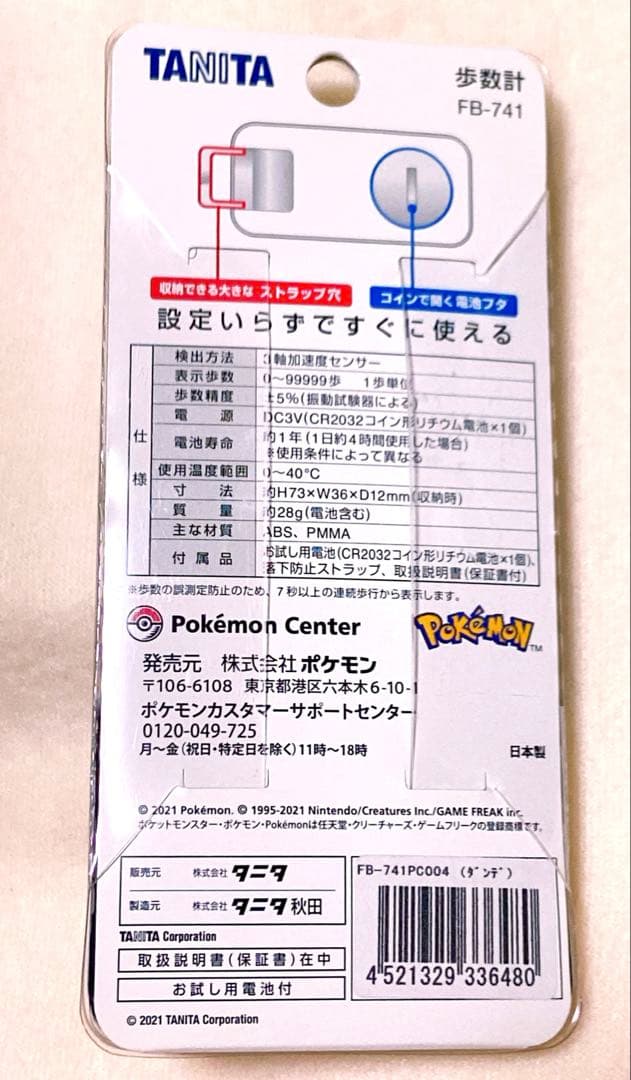 TANITA
歩数計
FB-741
収納できる大きな ストラップ穴
コインで開く電池フタ
設定いらずですぐに使える
仕様
検出方法 3軸加速度センサー
表示歩数 0～99999歩 1歩単位
歩数精度 ±5%(振動試験器による)
電源 DC3V(CR2032コイン形リチウム電池×1個)
電池寿命 約1年(1日約4時間使用した場合)
※使用条件によって異なる
使用温度範囲 0～40℃
寸法 約H73×W36×D12mm(収納時)
質量 約28g(電池含む)
主な材質 ABS、PMMA
付属品 お試し用電池(CR2032コイン形リチウム電池×1個)、
落下防止ストラップ、取扱説明書(保証書付)
※歩数の誤測定防止のため、7秒以上の連続歩行から表示します。
Pokémon Center
POKéMON TM
発売元 株式会社 ポケモン
〒106-6108 東京都港区六本木6-10-1
ポケモンカスタマーサポートセンター
0120-049-725
月～金(祝日・特定日を除く)11時～18時
日本製
© 2021 Pokémon. © 1995-2021 Nintendo/Creatures Inc./GAME FREAK inc.
ポケットモンスター・ポケモン・Pokémonは任天堂・クリーチャーズ・ゲームフリークの登録商標です。
販売元 株式会社 タニタ
製造元 株式会社 タニタ 秋田
TANITA Corporation
取扱説明書(保証書)在中
お試し用電池付
© 2021 TANITA Corporation
FB-741PC004 (ダンデ)
4 521329 336480